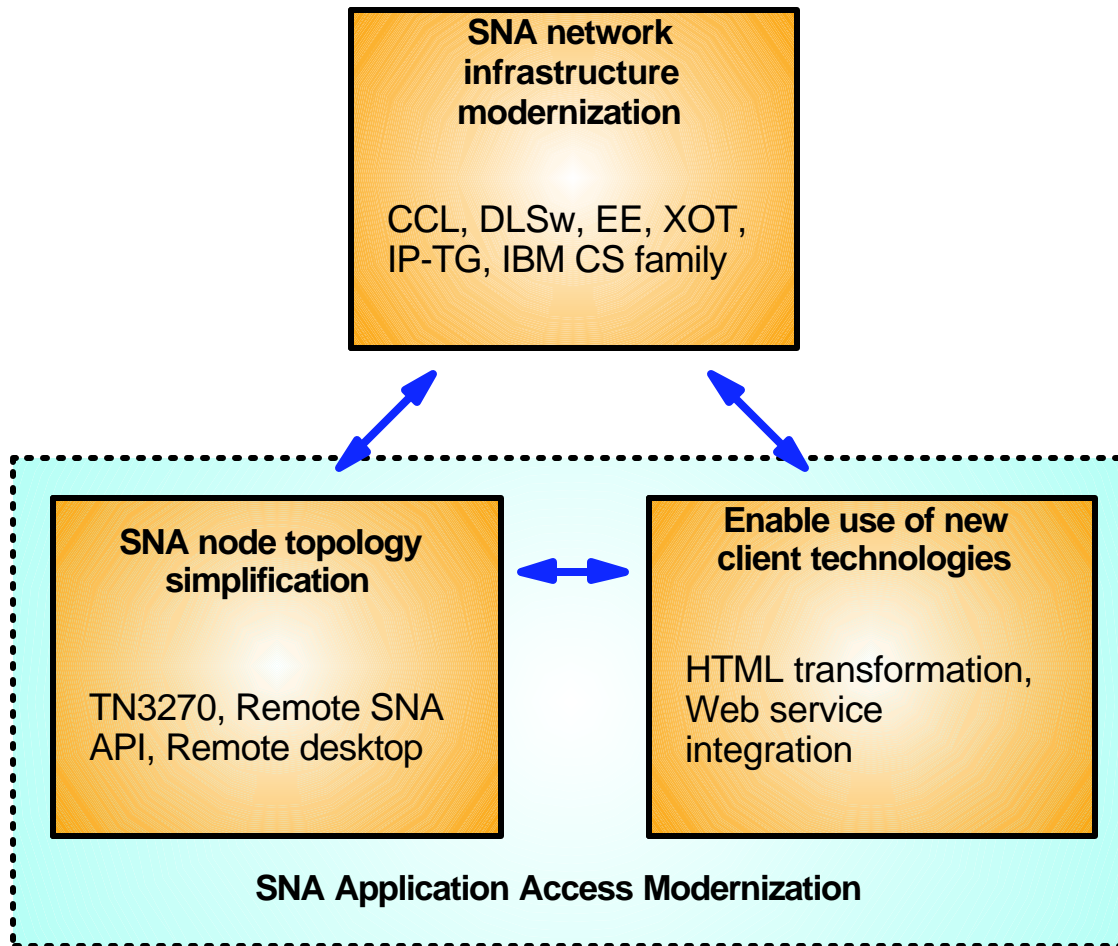 SNA network
infrastructure
modernization
CCL, DLSw, EE, XOT,
IP-TG, IBM CS family
SNA node topology
simplification
TN3270, Remote SNA
API, Remote desktop
Enable use of new
client technologies
HTML transformation,
Web service
integration
SNA Application Access Modernization